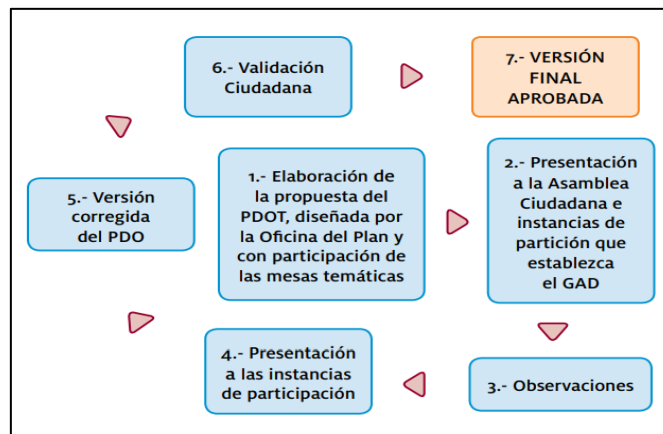 6.- Validación
Ciudadana
7.- VERSIÓN
FINAL
APROBADA
5.- Versión
corregida
del PDO
1.- Elaboración de
la propuesta del
PDOT, diseñada por
la Oficina del Plan y
con participación de
las mesas temáticas
2.- Presentación
a la Asamblea
Ciudadana e
instancias de
partición que
establezca
el GAD
4.- Presentación
a las instancias
de participación
3.- Observaciones